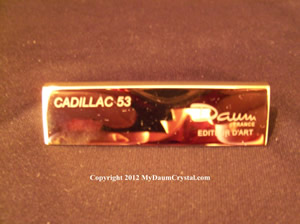 CADILLAC 53
Daum
FRANCE
EDITEUR D'ART
Copyright © 2012 MyDaumCrystal.com